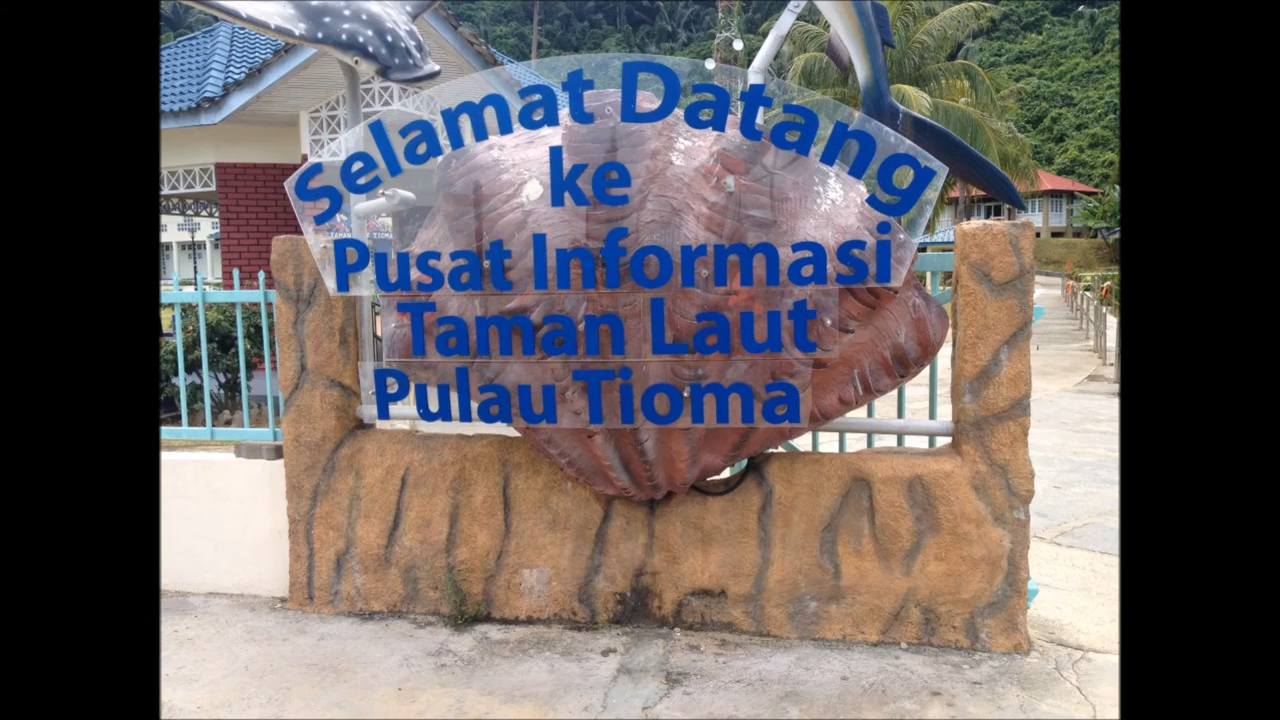 Selamat Datang
ke
Pusat Informasi
Taman Laut
Pulau Tioma